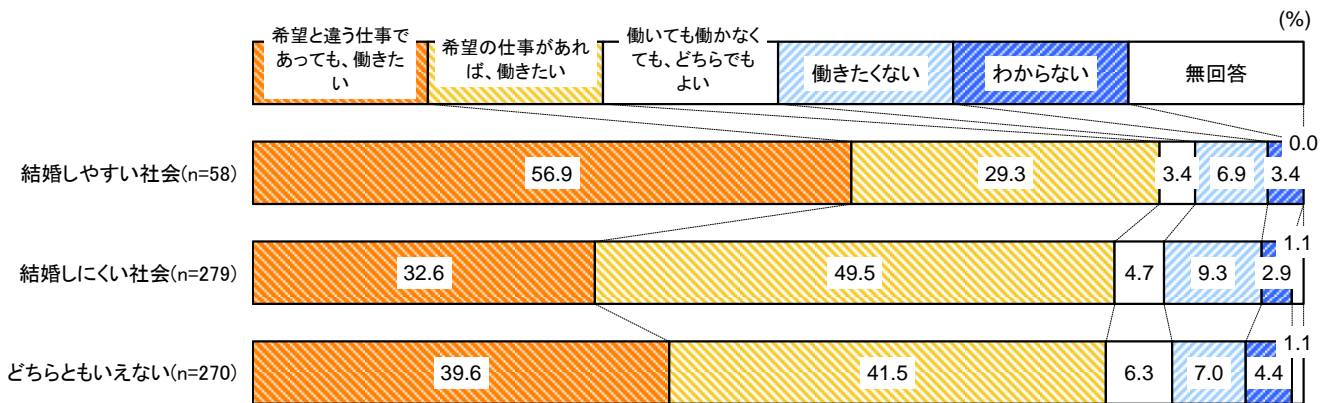 (%)
希望と違う仕事で
あっても、働きた
い
希望の仕事があれ
ば、働きたい
働いても働かなく
ても、どちらでも
よい
働きたくない
わからない
無回答
結婚しやすい社会(n=58)
56.9
29.3
3.4
6.9
3.4
0.0
結婚しにくい社会(n=279)
32.6
49.5
4.7
9.3
2.9
1.1
どちらともいえない(n=270)
39.6
41.5
6.3
7.0
4.4
1.1